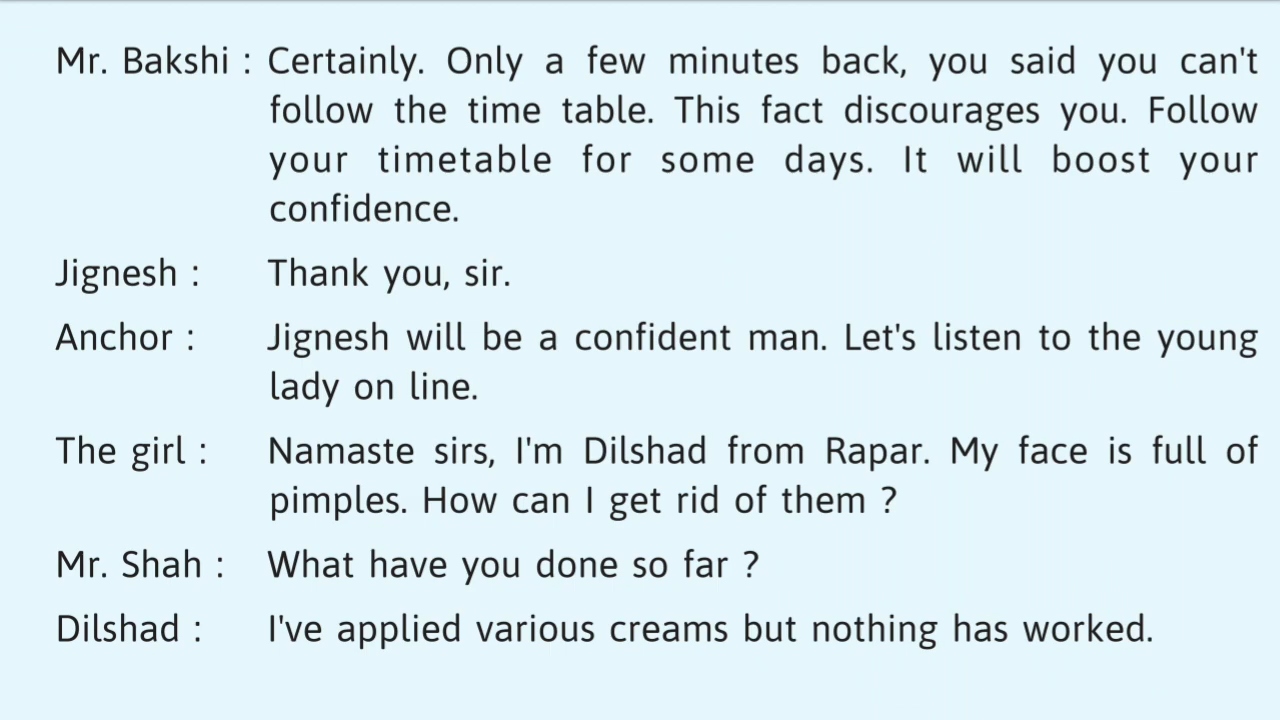 Mr. Bakshi : Certainly. Only a few minutes back, you said you can't
follow the time table. This fact discourages you. Follow
your timetable for some days. It will boost your
confidence.
Jignesh : Thank you, sir.
Anchor : Jignesh will be a confident man. Let's listen to the young
lady on line.
The girl : Namaste sirs, I'm Dilshad from Rapar. My face is full of
pimples. How can I get rid of them ?
Mr. Shah : What have you done so far ?
Dilshad : I've applied various creams but nothing has worked.